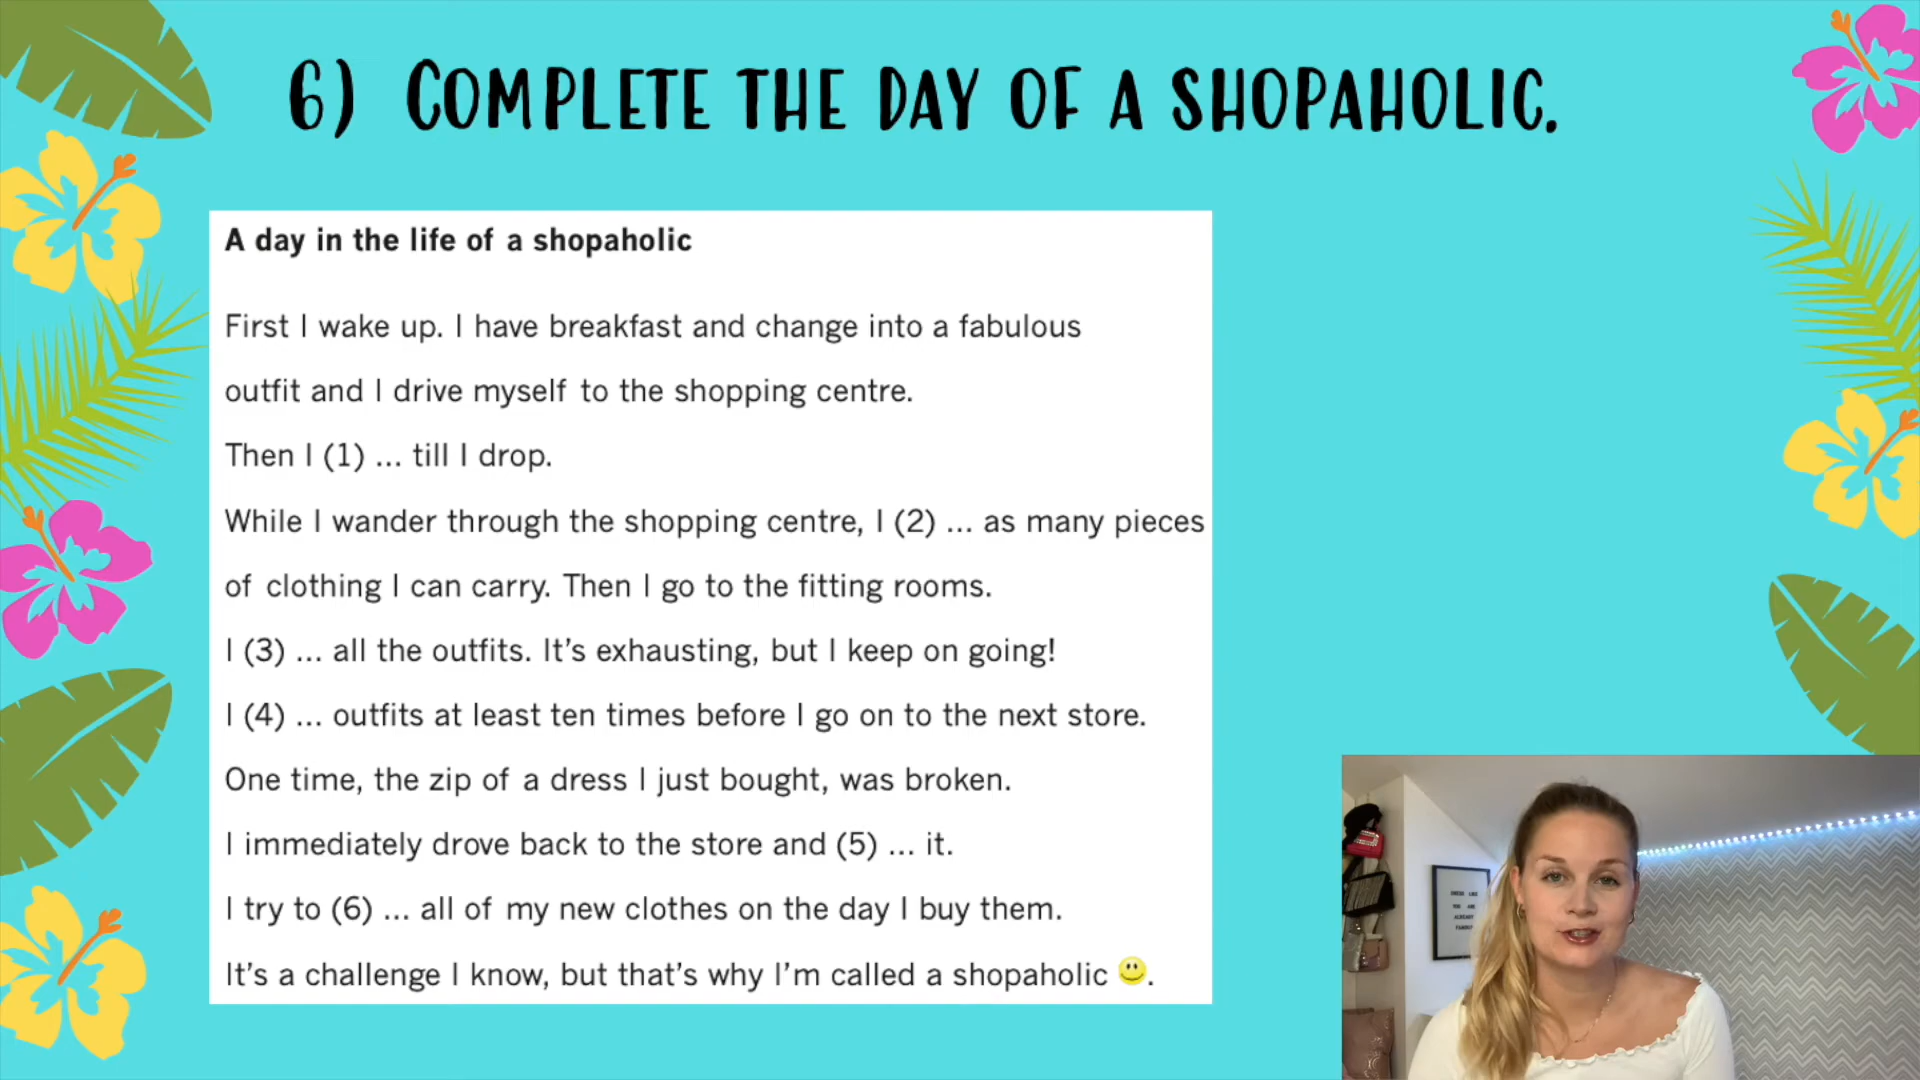 6) COMPLETE THE DAY OF A SHOPAHOLIC.
A day in the life of a shopaholic
First I wake up. I have breakfast and change into a fabulous
outfit and I drive myself to the shopping centre.
Then I (1) ... till I drop.
While I wander through the shopping centre, I (2) ... as many pieces
of clothing I can carry. Then I go to the fitting rooms.
I (3) ... all the outfits. It’s exhausting, but I keep on going!
I (4) ... outfits at least ten times before I go on to the next store.
One time, the zip of a dress I just bought, was broken.
I immediately drove back to the store and (5) ... it.
I try to (6) ... all of my new clothes on the day I buy them.
It’s a challenge I know, but that’s why I’m called a shopaholic 🙂.
DRESS LIKE
YOU ARE
ALREADY
FAMOUS